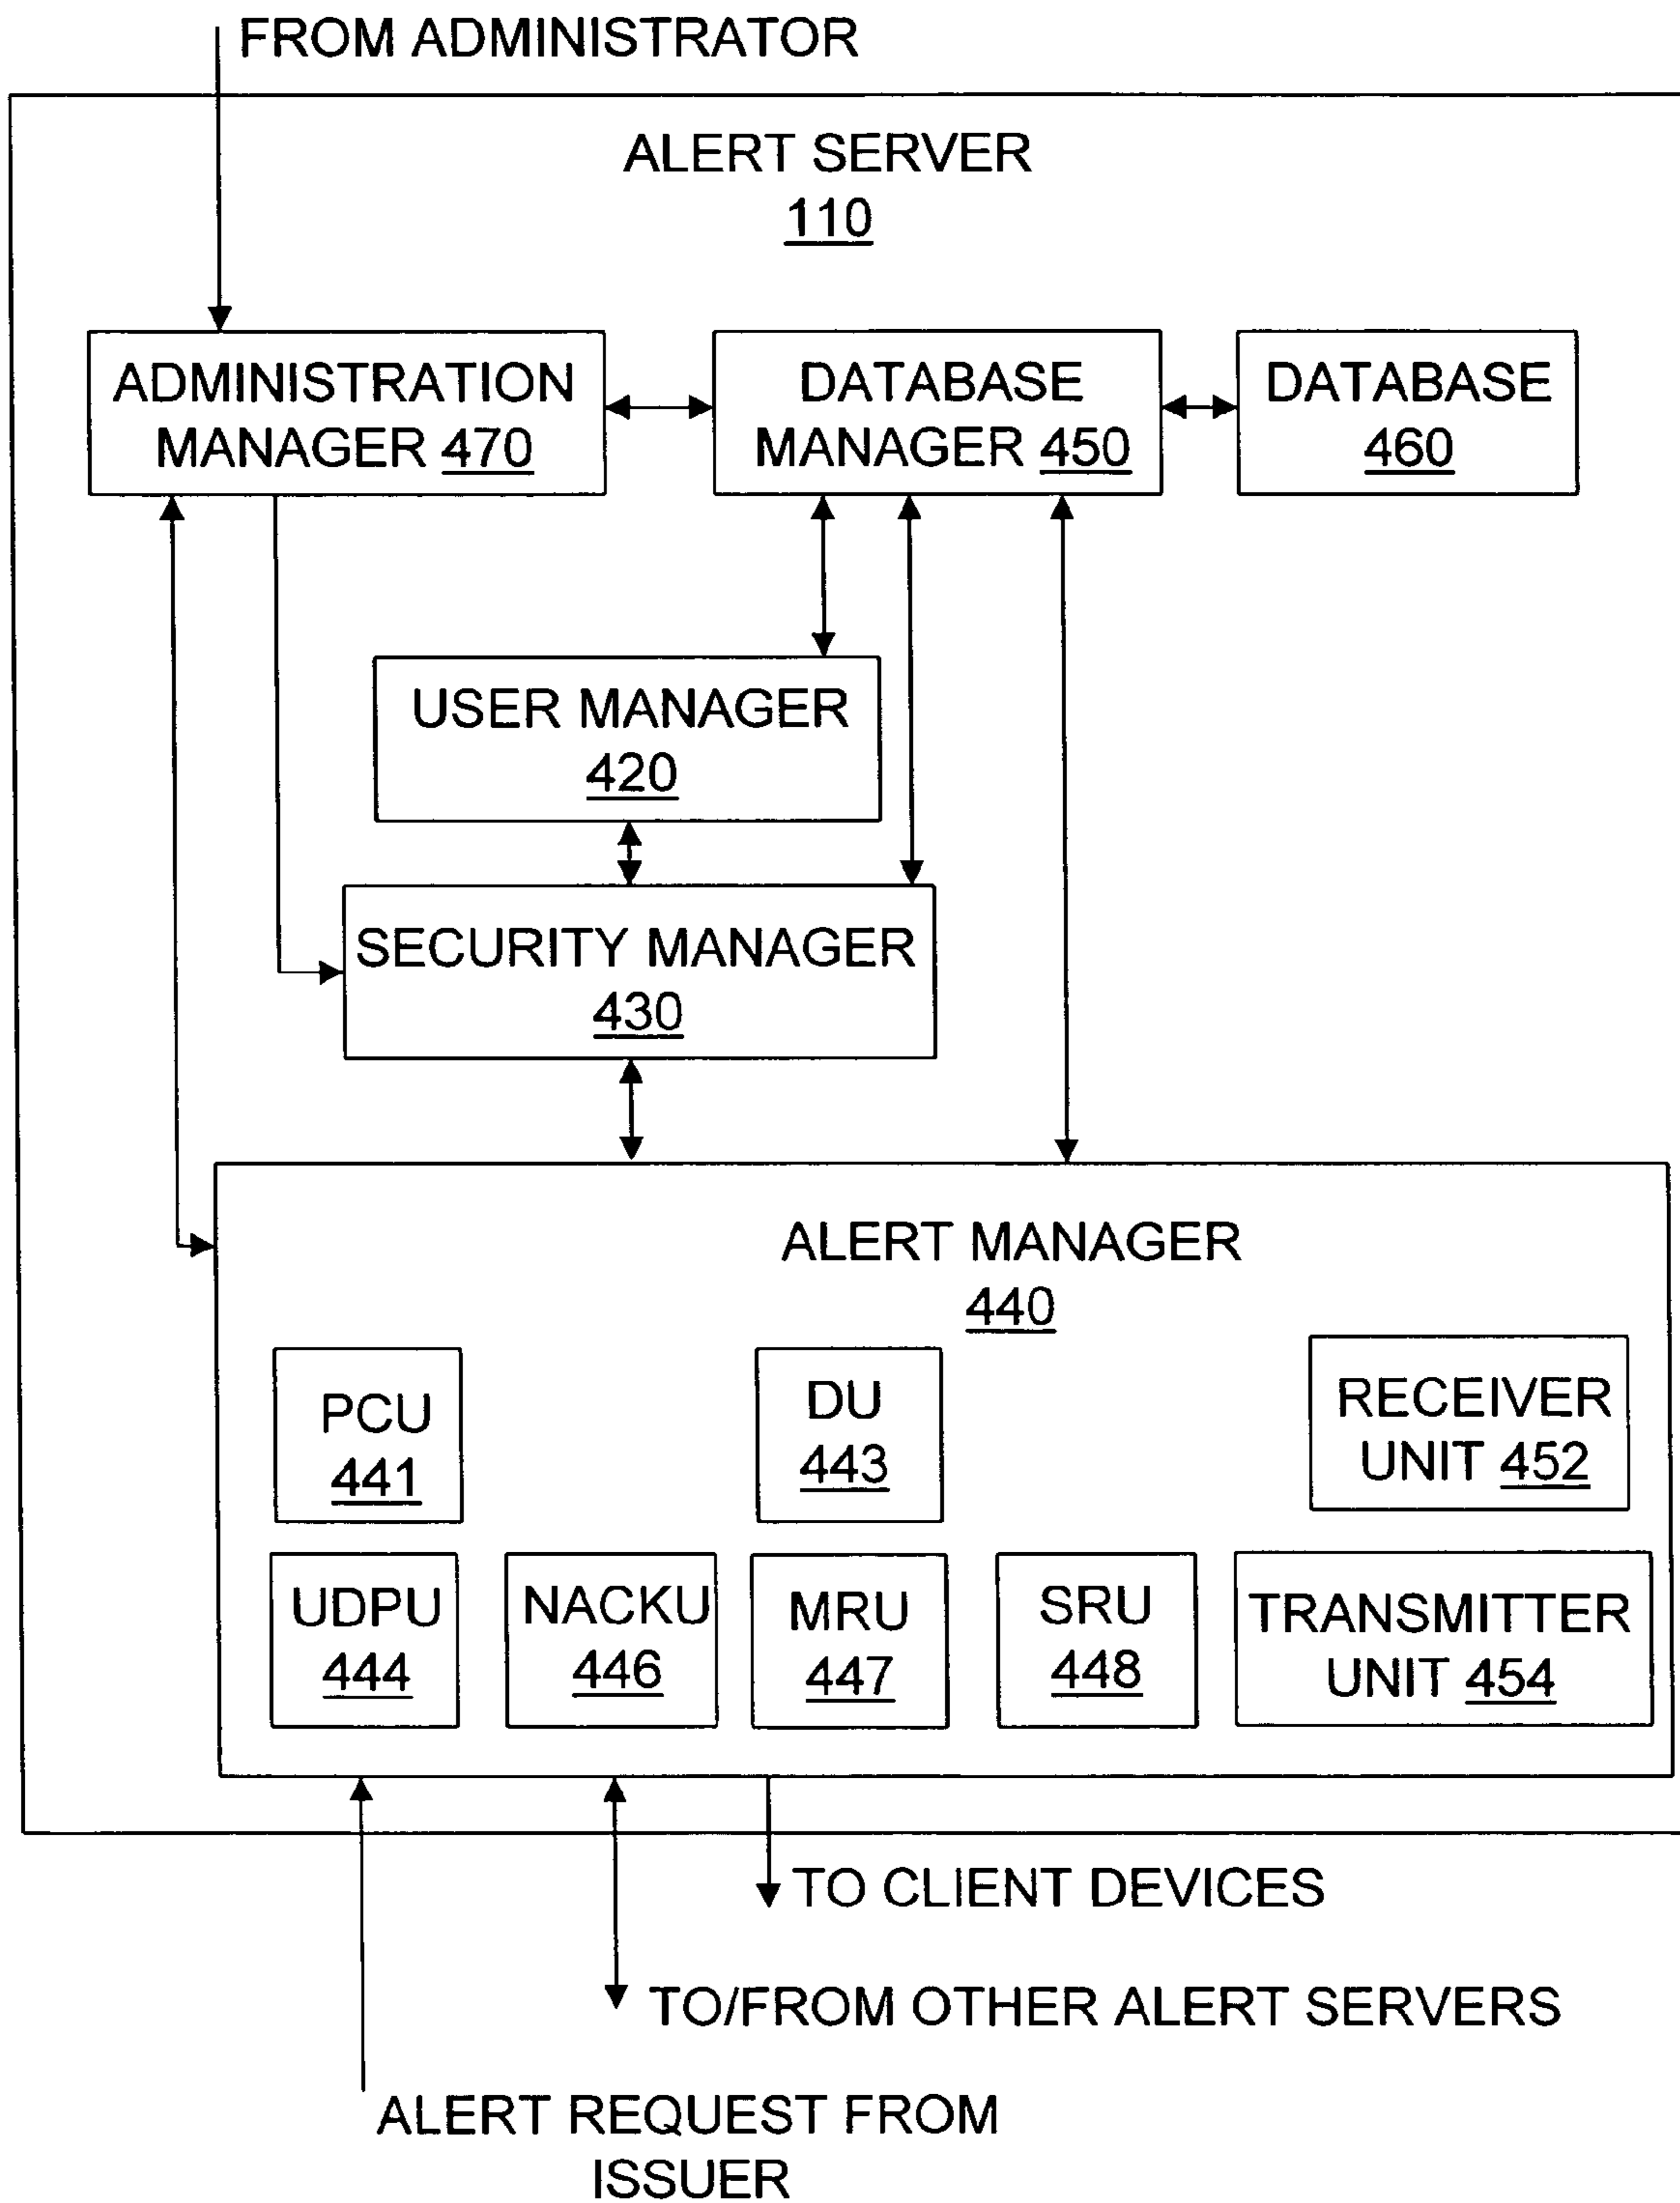 FROM ADMINISTRATOR
ALERT SERVER
110
ADMINISTRATION
MANAGER 470
DATABASE
MANAGER 450
DATABASE
460
USER MANAGER
420
SECURITY MANAGER
430
ALERT MANAGER
440
PCU
441
DU
443
RECEIVER
UNIT 452
UDPU
444
NACKU
446
MRU
447
SRU
448
TRANSMITTER
UNIT 454
TO CLIENT DEVICES
TO/FROM OTHER ALERT SERVERS
ALERT REQUEST FROM
ISSUER